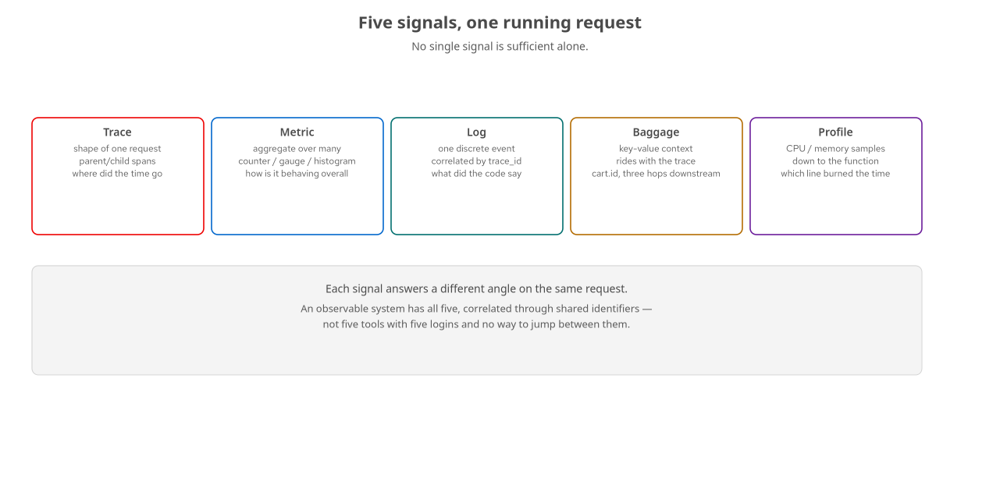 Five signals, one running request
No single signal is sufficient alone.
Trace
shape of one request
parent/child spans
where did the time go
Metric
aggregate over many
counter / gauge / histogram
how is it behaving overall
Log
one discrete event
correlated by trace_id
what did the code say
Baggage
key-value context
rides with the trace
cart.id, three hops downstream
Profile
CPU / memory samples
down to the function
which line burned the time
Each signal answers a different angle on the same request.
An observable system has all five, correlated through shared identifiers —
not five tools with five logins and no way to jump between them.